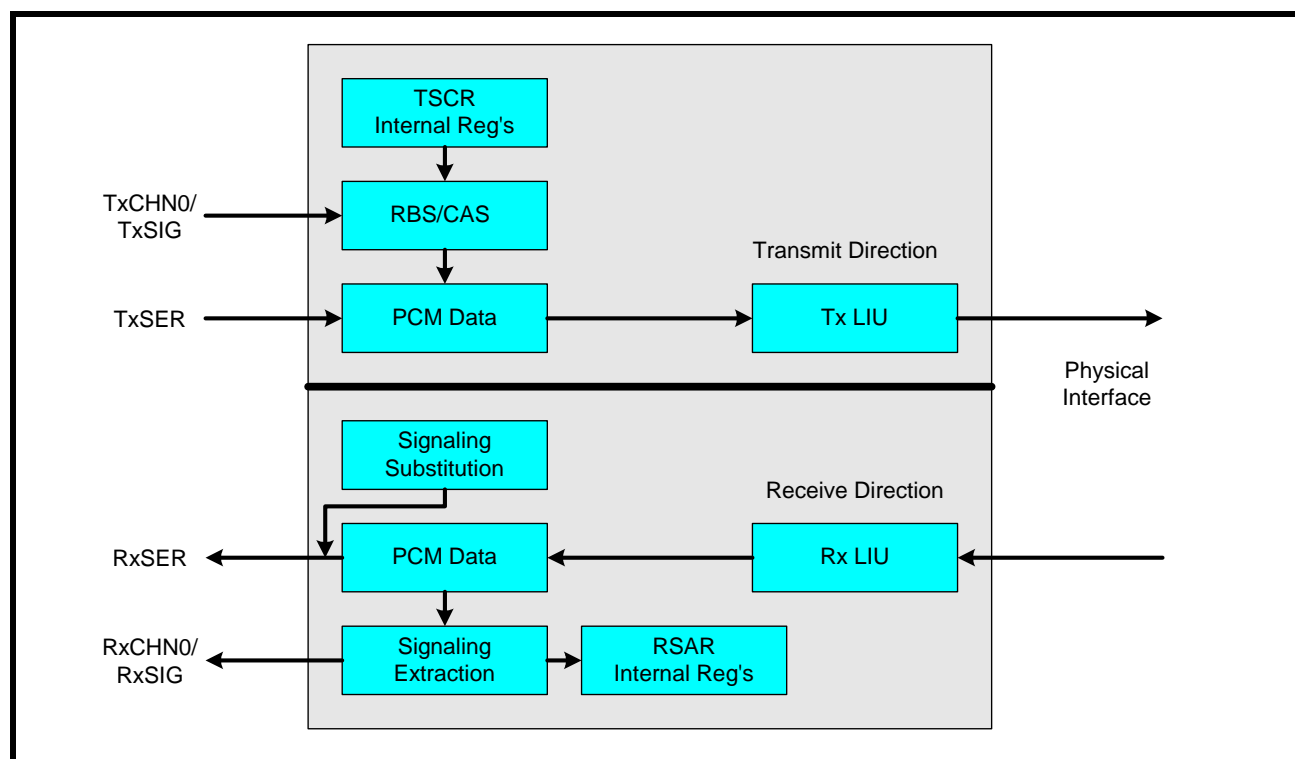 TSCR
Internal Reg's
TxCHN0/
TxSIG
RBS/CAS
Transmit Direction
TxSER
PCM Data
Tx LIU
Physical
Interface
Signaling
Substitution
Receive Direction
RxSER
PCM Data
Rx LIU
RxCHN0/
RxSIG
Signaling
Extraction
RSAR
Internal Reg's